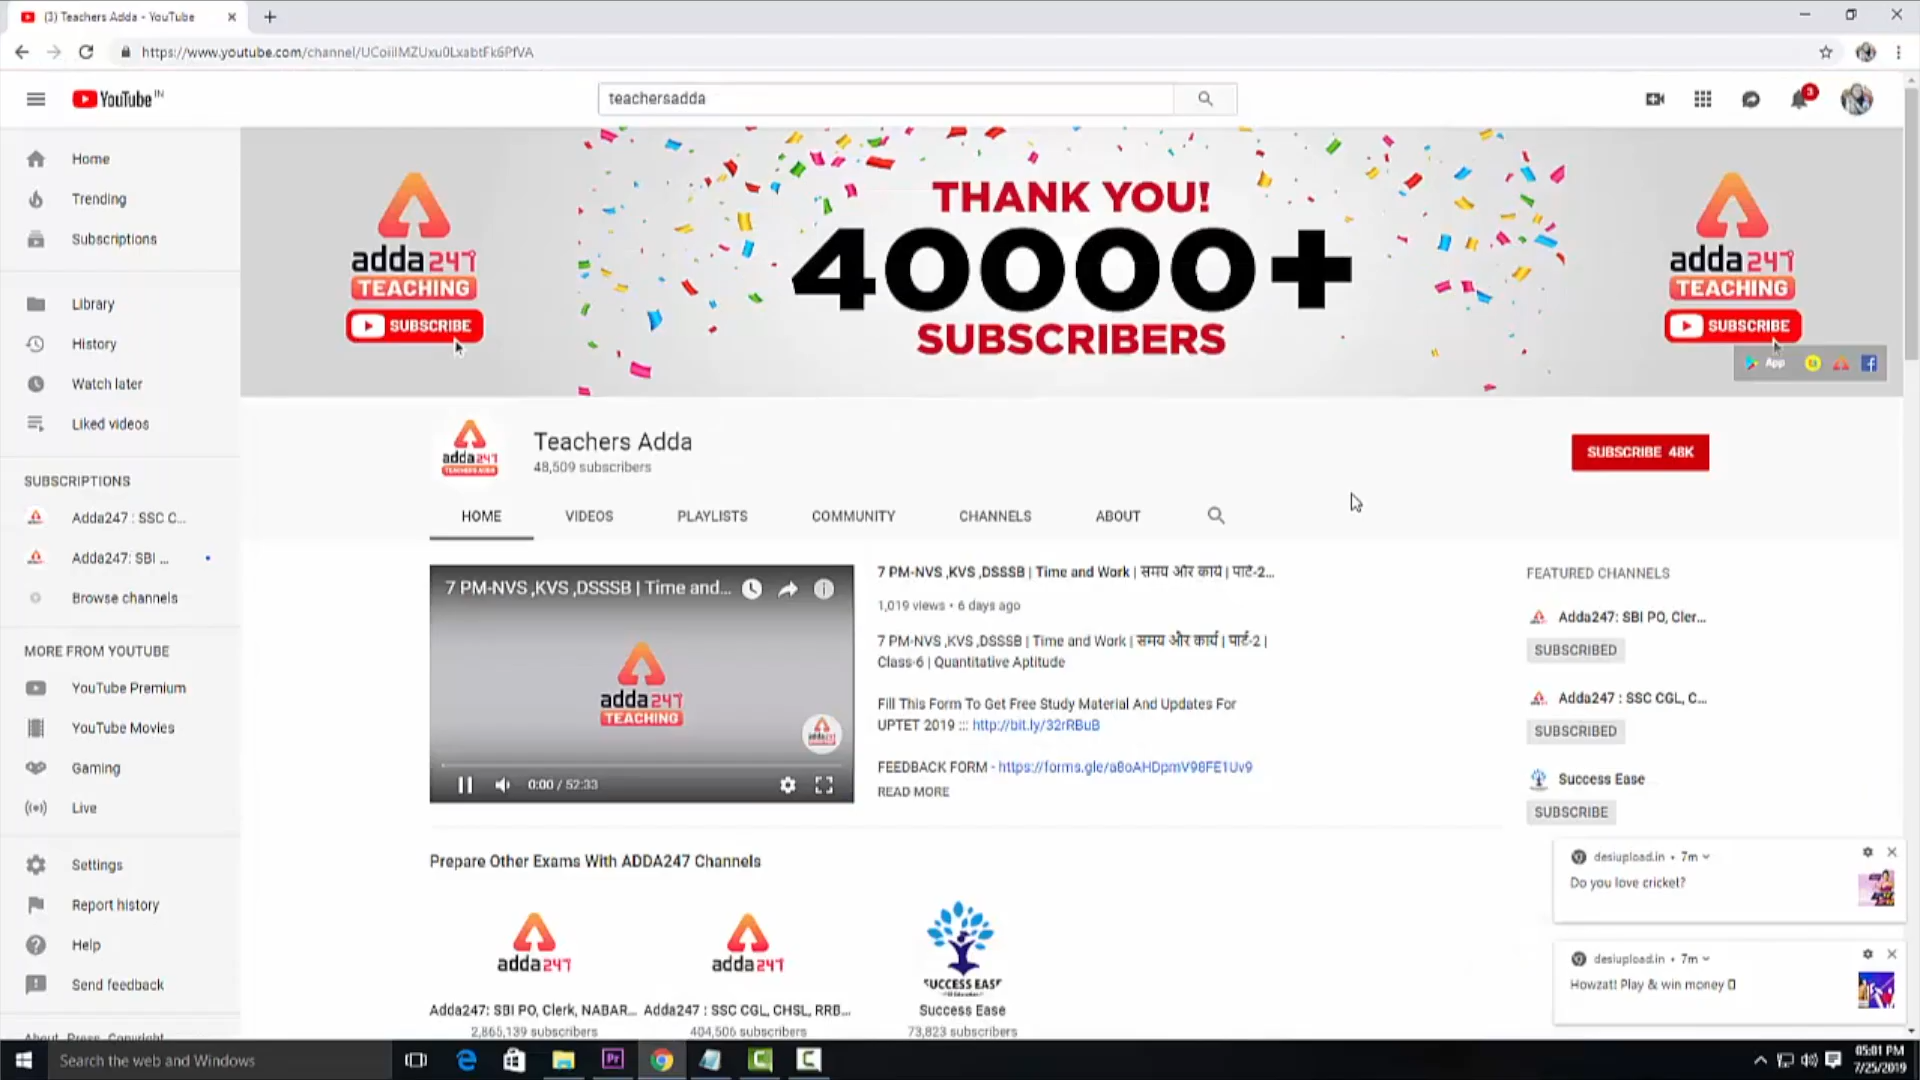 (3) Teachers Adda - YouTube
https://www.youtube.com/channel/
YouTube IN
teachersadda
3
Home
Trending
Subscriptions
Library
History
Watch later
Liked videos
SUBSCRIPTIONS
Adda247 : SSC C...
Adda247: SBI ...
Browse channels
MORE FROM YOUTUBE
YouTube Premium
YouTube Movies
Gaming
Live
Settings
Report history
Help
Send feedback
About Press Copyright
adda247
TEACHING
SUBSCRIBE
THANK YOU!
40000+
SUBSCRIBERS
adda247
TEACHING
SUBSCRIBE
App
adda247
TEACHERS ADDA
Teachers Adda
48,509 subscribers
SUBSCRIBE 48K
HOME VIDEOS PLAYLISTS COMMUNITY CHANNELS ABOUT
7 PM-NVS ,KVS ,DSSSB | Time and...
adda247
TEACHING
0:00 / 52:33
7 PM-NVS ,KVS ,DSSSB | Time and Work | समय और कार्य | पार्ट-2...
1,019 views • 6 days ago
7 PM-NVS ,KVS ,DSSSB | Time and Work | समय और कार्य | पार्ट-2 |
Class-6 | Quantitative Aptitude
Fill This Form To Get Free Study Material And Updates For
UPTET 2019 ::: http://bit.ly/32rRBuB
FEEDBACK FORM - https://forms.gle/a8oAHDpmV98FE1Uv9
READ MORE
FEATURED CHANNELS
Adda247: SBI PO, Cler...
SUBSCRIBED
Adda247 : SSC CGL, C...
SUBSCRIBED
Success Ease
SUBSCRIBE
Prepare Other Exams With ADDA247 Channels
adda247
Adda247: SBI PO, Clerk, NABAR...
2,865,139 subscribers
adda247
Adda247 : SSC CGL, CHSL, RRB...
404,506 subscribers
SUCCESS EASE
Success Ease
73,823 subscribers
desiupload.in • 7m
Do you love cricket?
desiupload.in • 7m
Howzat! Play & win money
Search the web and Windows
Pr
05:01 PM
7/25/2019